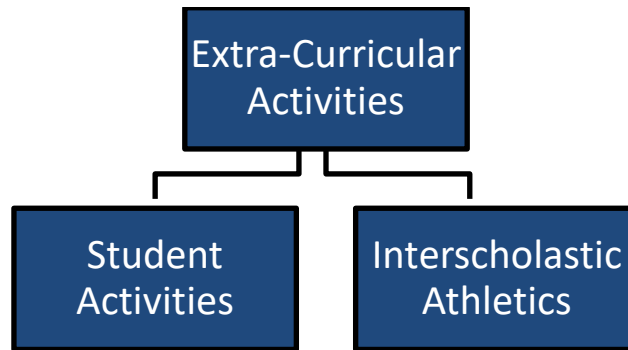 Extra-Curricular
Activities
Student
Activities
Interscholastic
Athletics